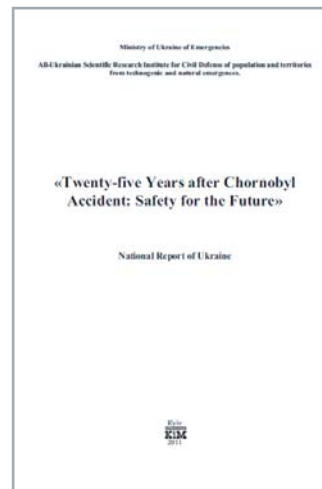 Ministry of Ukraine of Emergencies
All-Ukrainian Scientific Research Institute for Civil Defense of population and territories
from technogenic and natural emergences.
«Twenty-five Years after Chornobyl
Accident: Safety for the Future»
National Report of Ukraine
Kyiv
KiM
2011